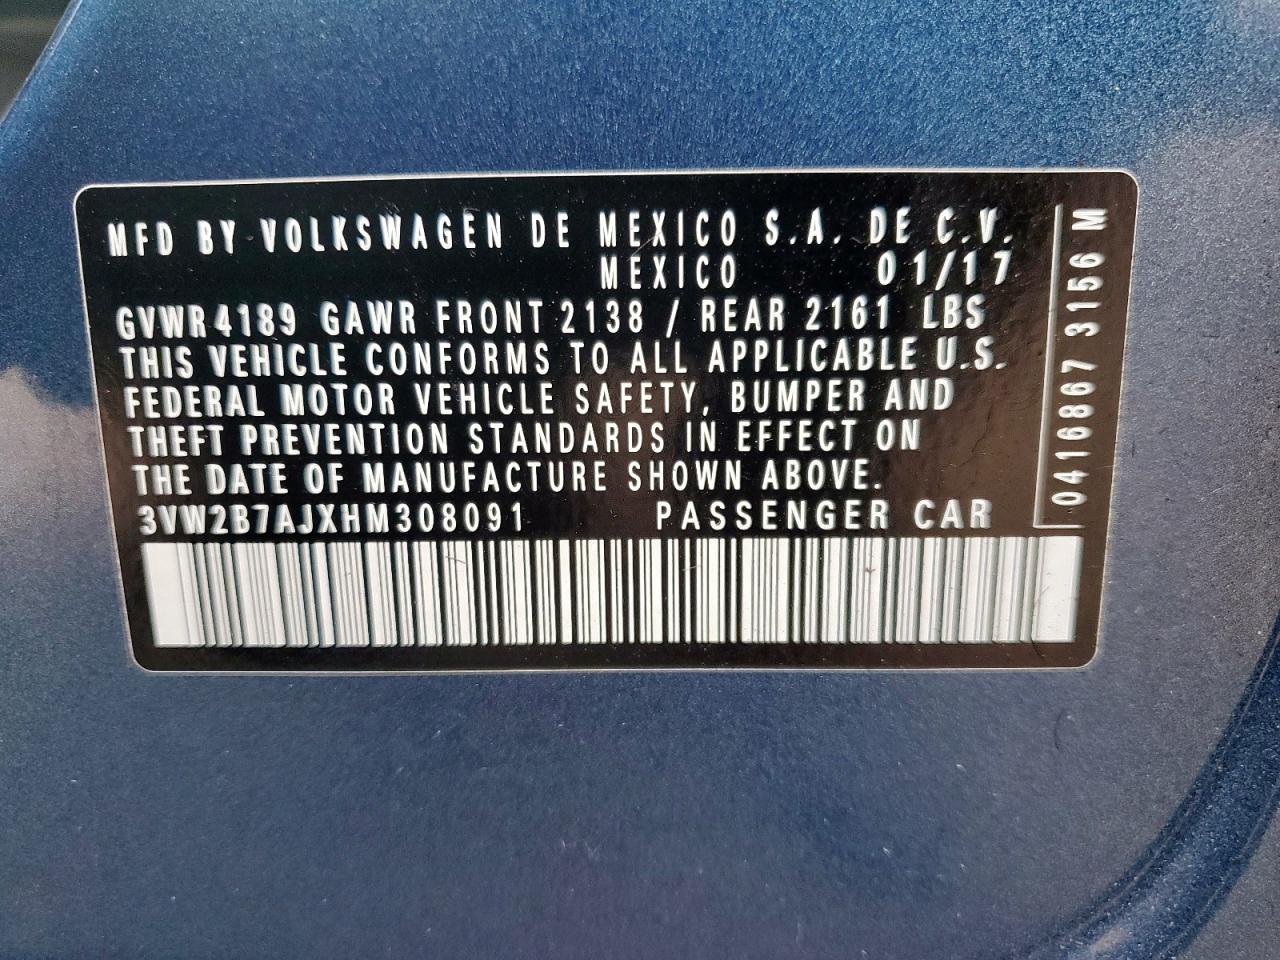 MFD BY VOLKSWAGEN DE MEXICO S.A. DE C.V.
MEXICO 01/17
GVWR 4189 GAWR FRONT 2138 / REAR 2161 LBS
THIS VEHICLE CONFORMS TO ALL APPLICABLE U.S.
FEDERAL MOTOR VEHICLE SAFETY, BUMPER AND
THEFT PREVENTION STANDARDS IN EFFECT ON
THE DATE OF MANUFACTURE SHOWN ABOVE.
3VW2B7AJXHM308091 PASSENGER CAR
0416867 3156 M